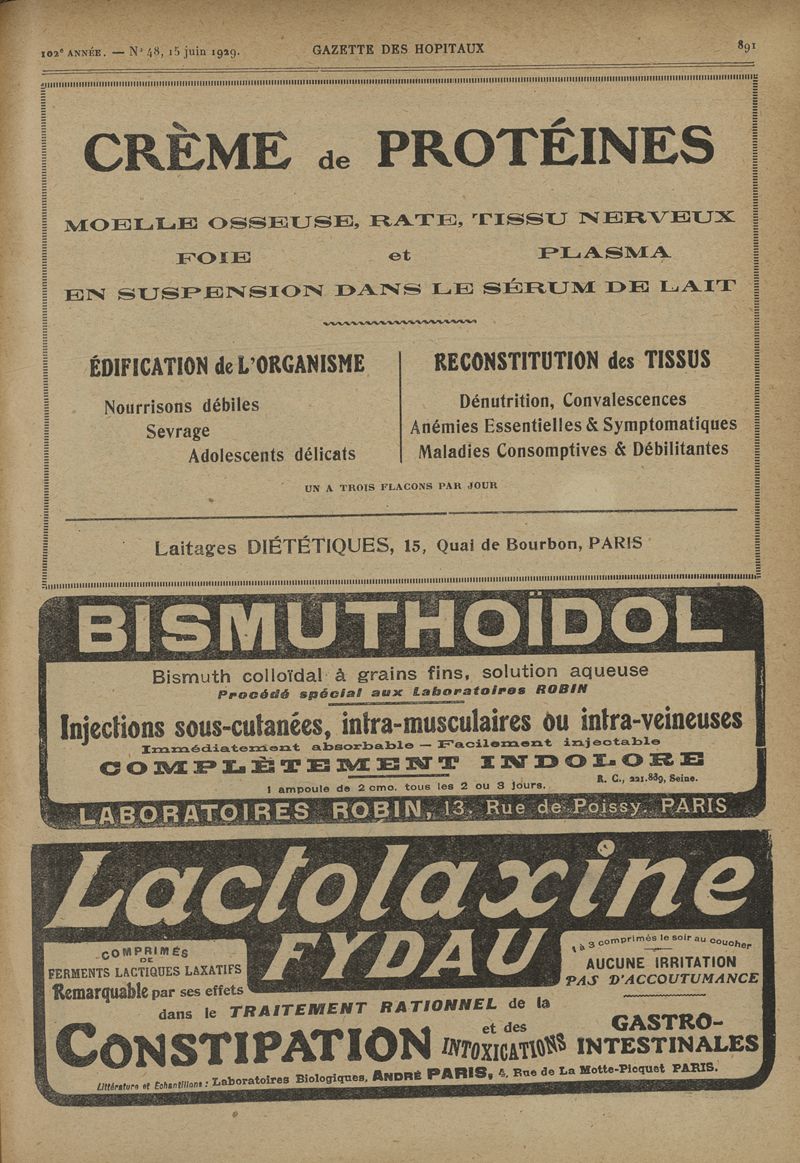 102e ANNÉE. — N° 48, 15 juin 1929.
GAZETTE DES HOPITAUX
891
CRÈME de PROTÉINES
MOELLE OSSEUSE, RATE, TISSU NERVEUX
FOIE et PLASMA
EN SUSPENSION DANS LE SÉRUM DE LAIT
ÉDIFICATION de L'ORGANISME
Nourrisons débiles
Sevrage
Adolescents délicats
RECONSTITUTION des TISSUS
Dénutrition, Convalescences
Anémies Essentielles & Symptomatiques
Maladies Consomptives & Débilitantes
UN A TROIS FLACONS PAR JOUR
Laitages DIÉTÉTIQUES, 15, Quai de Bourbon, PARIS
BISMUTHOÏDOL
Bismuth colloïdal à grains fins, solution aqueuse
Procédé spécial aux Laboratoires ROBIN
Injections sous-cutanées, intra-musculaires ou intra-veineuses
Immédiatement absorbable — Facilement injectable
COMPLÈTEMENT INDOLORE
R. C., 221.839, Seine.
1 ampoule de 2 cmc. tous les 2 ou 3 jours.
LABORATOIRES ROBIN, 13, Rue de Poissy. PARIS
Lactolaxine
FYDAU
COMPRIMÉS
DE
FERMENTS LACTIQUES LAXATIFS
Remarquable par ses effets
1 à 3 comprimés le soir au coucher
AUCUNE IRRITATION
PAS D'ACCOUTUMANCE
dans le TRAITEMENT RATIONNEL de la
CONSTIPATION et des INTOXICATIONS GASTRO-
INTESTINALES
Littérature et Échantillons : Laboratoires Biologiques, ANDRÉ PARIS, 4, Rue de La Motte-Picquet PARIS.